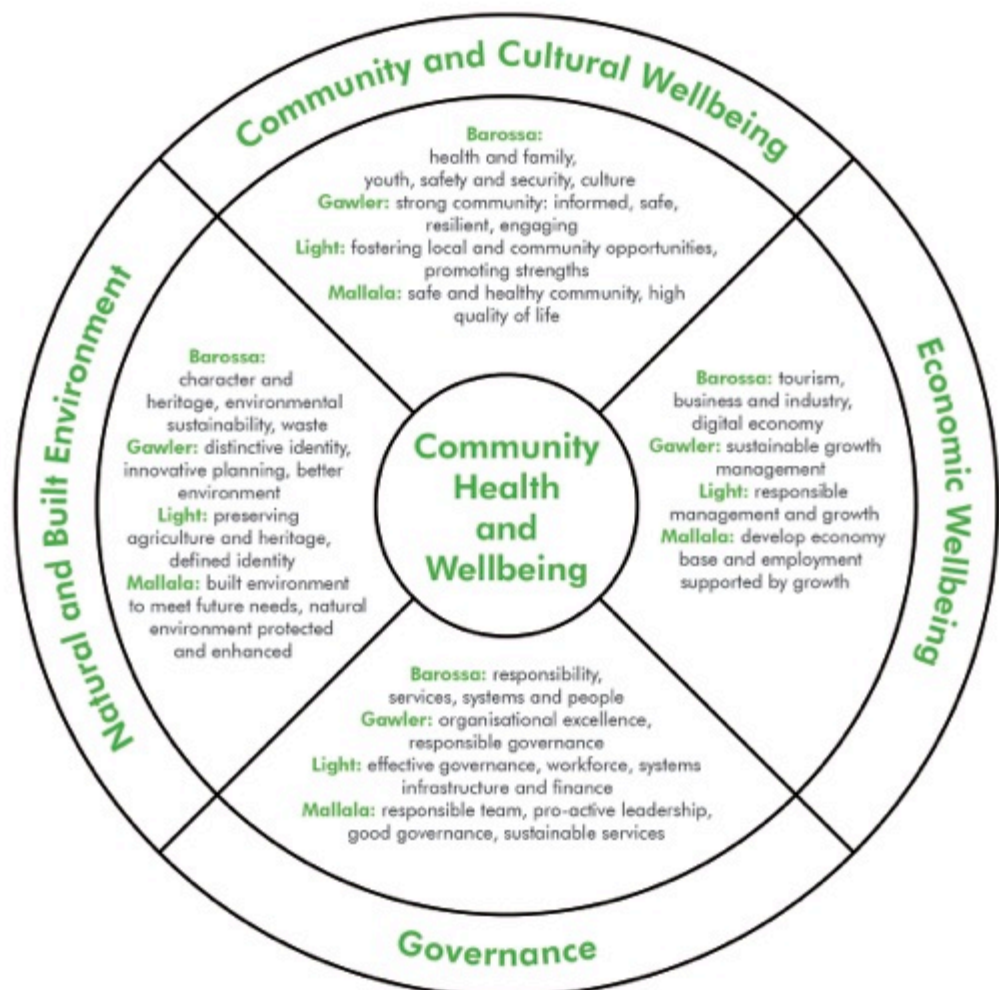 Community and Cultural Wellbeing
Barossa:
health and family,
youth, safety and security, culture
Gawler: strong community: informed, safe,
resilient, engaging
Light: fostering local and community opportunities,
promoting strengths
Mallala: safe and healthy community, high
quality of life
Natural and Built Environment
Barossa:
character and
heritage, environmental
sustainability, waste
Gawler: distinctive identity,
innovative planning, better
environment
Light: preserving
agriculture and heritage,
defined identity
Mallala: built environment
to meet future needs, natural
environment protected
and enhanced
Community
Health
and
Wellbeing
Barossa: tourism,
business and industry,
digital economy
Gawler: sustainable growth
management
Light: responsible
management and growth
Mallala: develop economy
base and employment
supported by growth
Economic Wellbeing
Barossa: responsibility,
services, systems and people
Gawler: organisational excellence,
responsible governance
Light: effective governance, workforce, systems
infrastructure and finance
Mallala: responsible team, pro-active leadership,
good governance, sustainable services
Governance